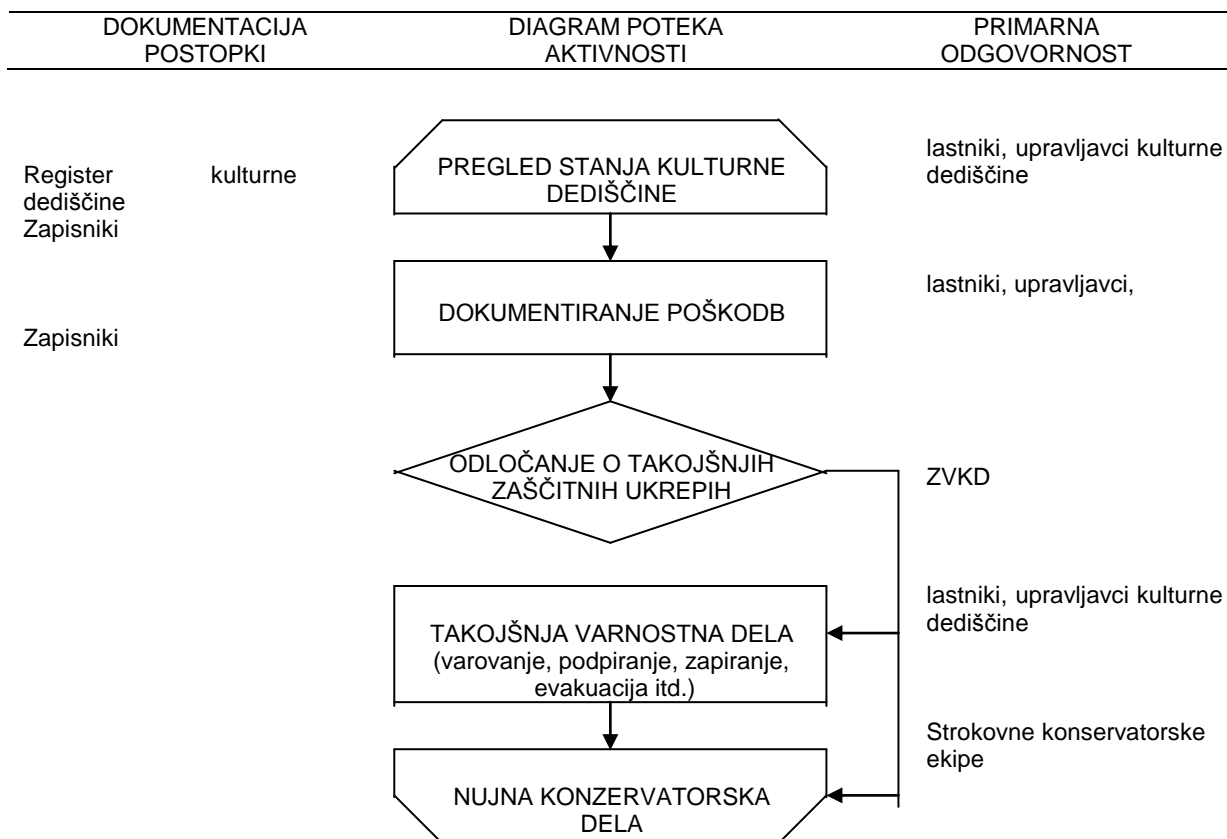 DOKUMENTACIJA
POSTOPKI
DIAGRAM POTEKA
AKTIVNOSTI
PRIMARNA
ODGOVORNOST
Register kulturne
dediščine
Zapisniki
PREGLED STANJA KULTURNE
DEDIŠČINE
lastniki, upravljavci kulturne
dediščine
Zapisniki
DOKUMENTIRANJE POŠKODB
lastniki, upravljavci,
ODLOČANJE O TAKOJŠNJIH
ZAŠČITNIH UKREPIH
ZVKD
TAKOJŠNJA VARNOSTNA DELA
(varovanje, podpiranje, zapiranje,
evakuacija itd.)
lastniki, upravljavci kulturne
dediščine
NUJNA KONZERVATORSKA
DELA
Strokovne konservatorske
ekipe